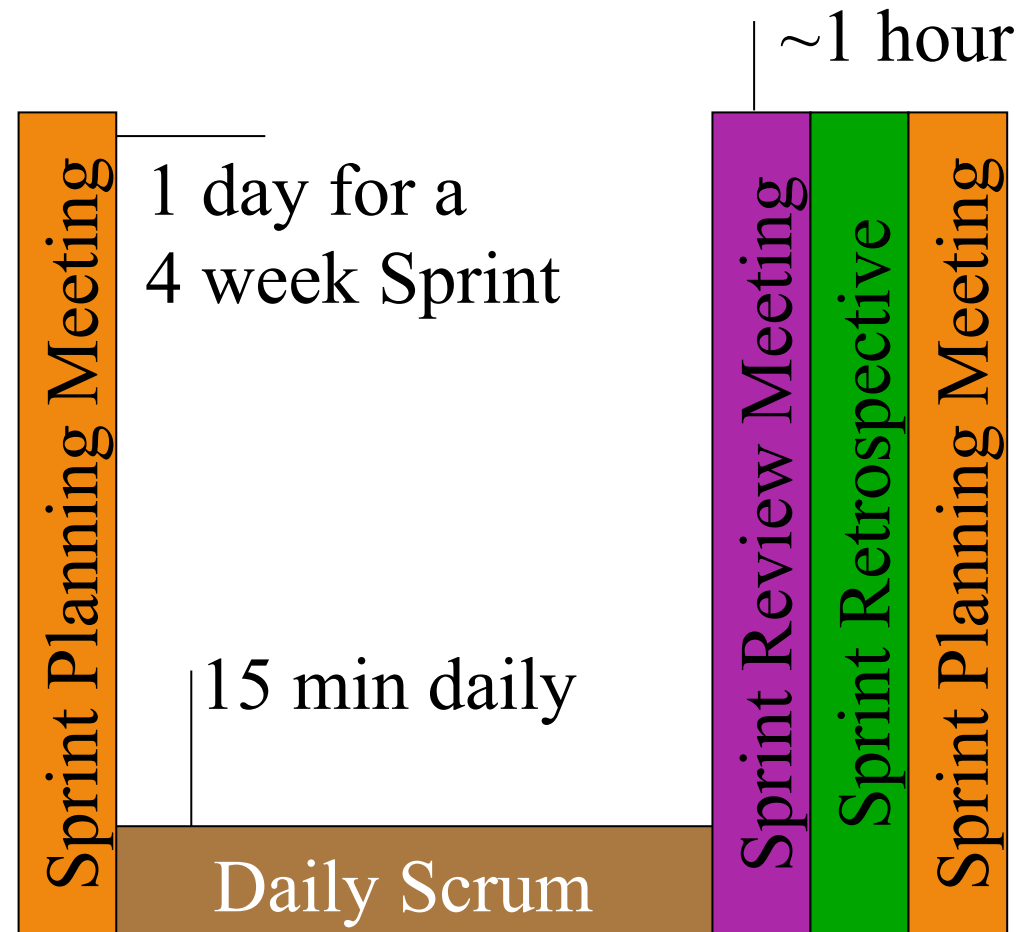 ~1 hour
Sprint Planning Meeting
1 day for a
4 week Sprint
15 min daily
Daily Scrum
Sprint Review Meeting
Sprint Retrospective
Sprint Planning Meeting